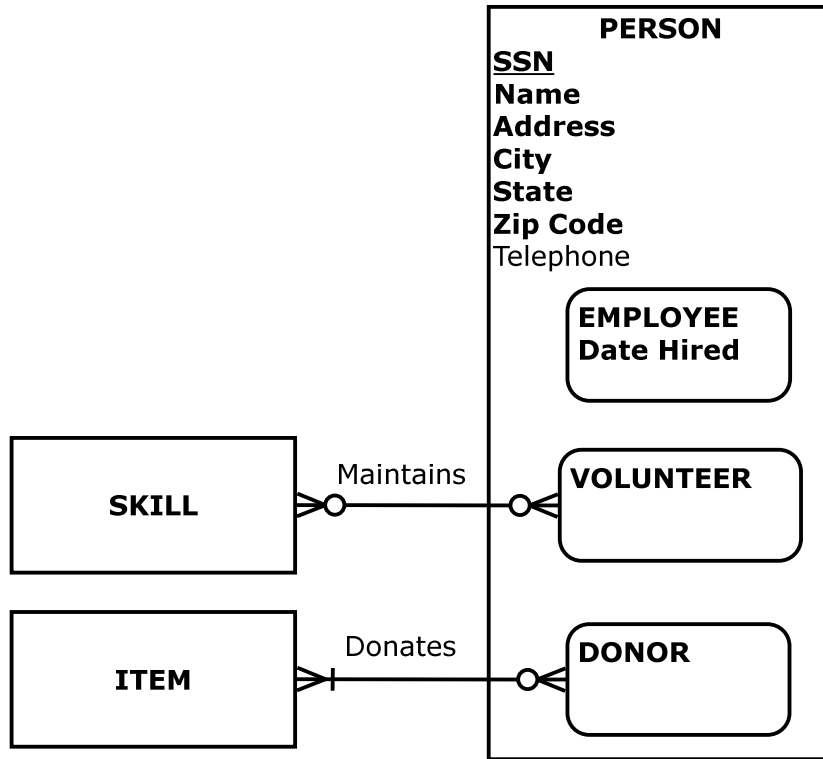 PERSON
SSN
Name
Address
City
State
Zip Code
Telephone
EMPLOYEE
Date Hired
Maintains
SKILL
VOLUNTEER
Donates
ITEM
DONOR